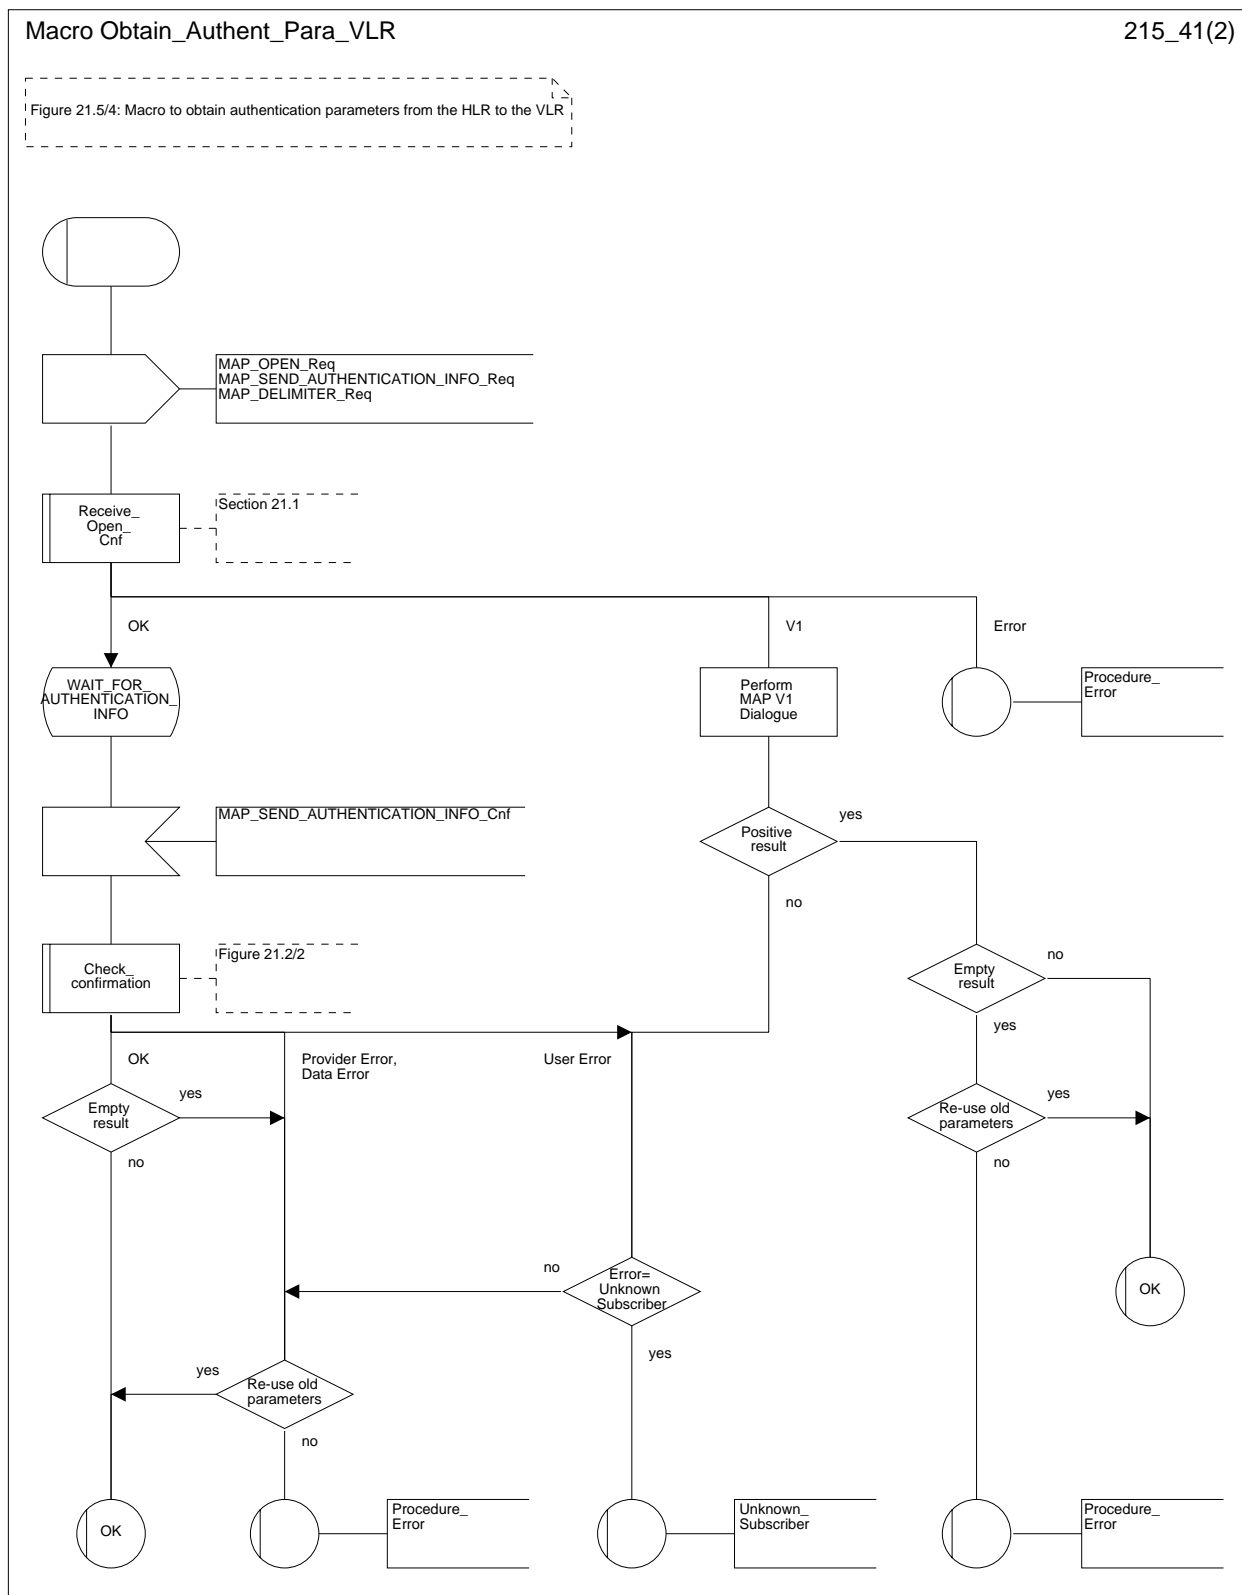 Macro Obtain_Authent_Para_VLR
215_41(2)
Figure 21.5/4: Macro to obtain authentication parameters from the HLR to the VLR
MAP_OPEN_Req
MAP_SEND_AUTHENTICATION_INFO_Req
MAP_DELIMITER_Req
Receive_
Open_
Cnf
Section 21.1
OK
V1
Error
WAIT_FOR_
AUTHENTICATION_
INFO
Perform
MAP V1
Dialogue
Procedure_
Error
MAP_SEND_AUTHENTICATION_INFO_Cnf
Positive
result
yes
no
Check_
confirmation
Figure 21.2/2
Empty
result
no
yes
OK
Provider Error,
Data Error
User Error
Empty
result
yes
no
Re-use old
parameters
yes
no
Error=
Unknown
Subscriber
no
yes
OK
Re-use old
parameters
yes
no
OK
Procedure_
Error
Unknown_
Subscriber
Procedure_
Error